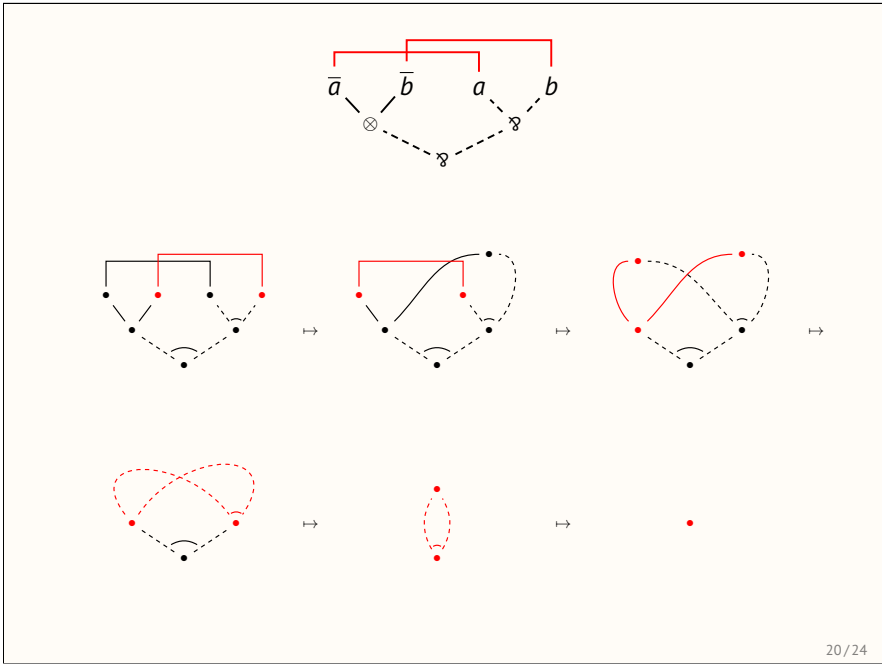 a̅ b̅ a b
⊗ ⅋
⅋
↦ ↦ ↦
↦ ↦
20/24